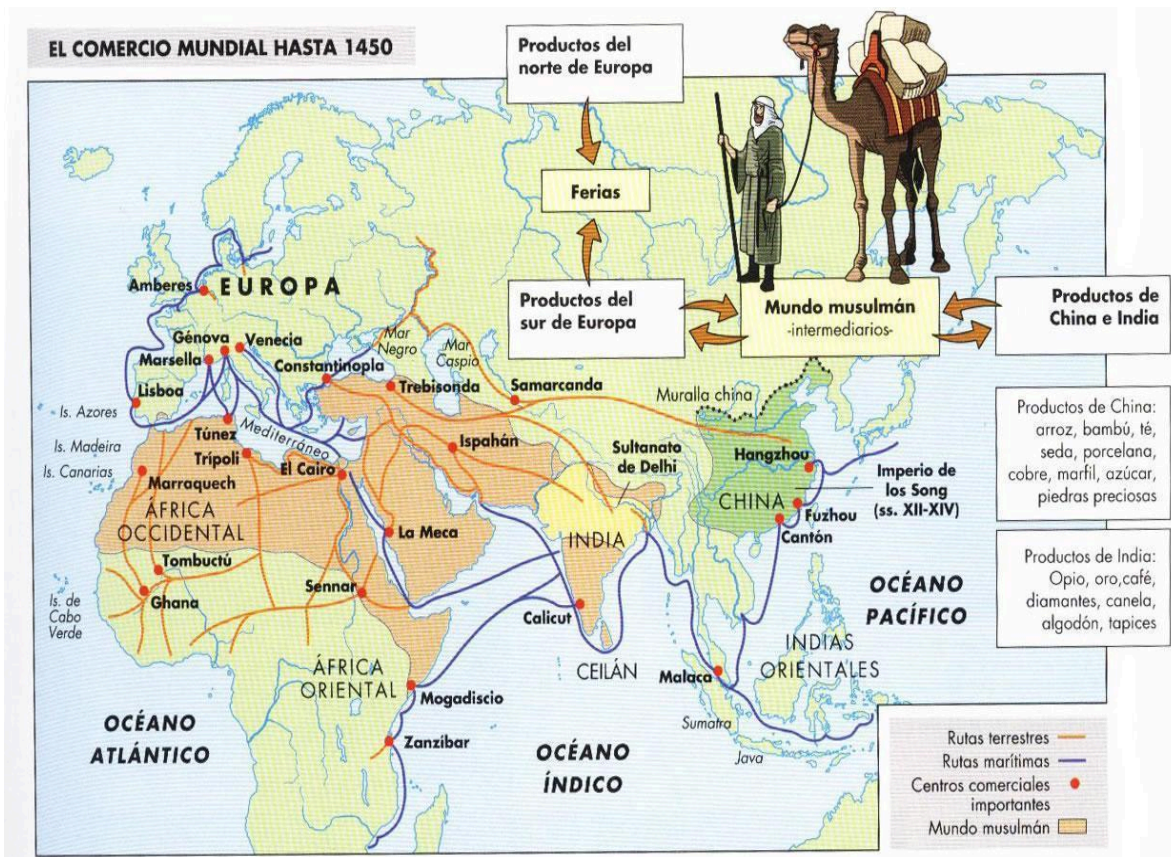 EL COMERCIO MUNDIAL HASTA 1450
Productos del
norte de Europa
Ferias
Productos del
sur de Europa
Mundo musulmán
-intermediarios-
Productos de
China e India
Amberes
EUROPA
Génova
Venecia
Marsella
Constantinopla
Mar
Negro
Mar
Caspio
Lisboa
Trebisonda
Samarcanda
Muralla china
Is. Azores
Is. Madeira
Is. Canarias
Túnez
Mediterráneo
Trípoli
El Cairo
Marraquech
Ispahán
Sultanato
de Delhi
Hangzhou
Imperio de
los Song
(ss. XII-XIV)
CHINA
Fuzhou
Cantón
ÁFRICA
OCCIDENTAL
La Meca
INDIA
Tombuctú
Ghana
Sennar
Is. de
Cabo
Verde
Calicut
OCÉANO
PACÍFICO
ÁFRICA
ORIENTAL
CEILÁN
Malaca
INDIAS
ORIENTALES
Mogadiscio
Sumatra
Java
OCÉANO
ATLÁNTICO
Zanzíbar
OCÉANO
ÍNDICO
Productos de China:
arroz, bambú, té,
seda, porcelana,
cobre, marfil, azúcar,
piedras preciosas
Productos de India:
Opio, oro,café,
diamantes, canela,
algodón, tapices
Rutas terrestres
Rutas marítimas
Centros comerciales
importantes
Mundo musulmán